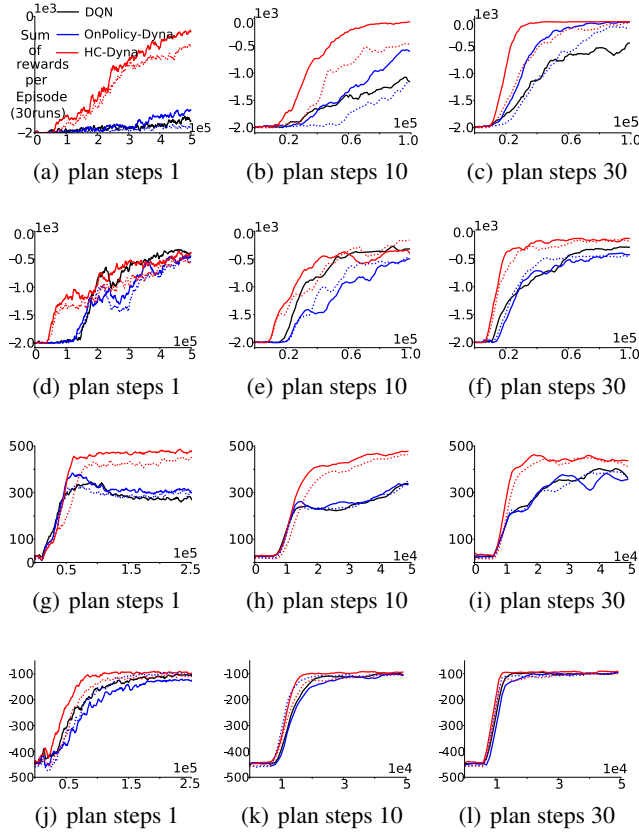 1e3
0
Sum
of
rewards
per
Episode
(30runs)
−2
DQN
OnPolicy-Dyna
HC-Dyna
0 1 2 3 4 5
1e5
(a) plan steps 1
1e3
0.0
−0.5
−1.0
−1.5
−2.0
0.2 0.6 1.0
1e5
(b) plan steps 10
1e3
0.0
−0.5
−1.0
−1.5
−2.0
0.2 0.6 1.0
1e5
(c) plan steps 30
1e3
0.0
−0.5
−1.0
−1.5
−2.0
0 1 2 3 4 5
1e5
(d) plan steps 1
1e3
0.0
−0.5
−1.0
−1.5
−2.0
0.2 0.6 1.0
1e5
(e) plan steps 10
1e3
0.0
−0.5
−1.0
−1.5
−2.0
0.2 0.6 1.0
1e5
(f) plan steps 30
500
300
100
0
0.5 1.5 2.5
1e5
(g) plan steps 1
500
300
100
0
0 1 2 3 4 5
1e4
(h) plan steps 10
500
300
100
0
0 1 2 3 4 5
1e4
(i) plan steps 30
-100
-200
-300
-400
-500
0.5 1.5 2.5
1e5
(j) plan steps 1
-100
-200
-300
-400
-500
1 3 5
1e4
(k) plan steps 10
-100
-200
-300
-400
-500
0 1 3 5
1e4
(l) plan steps 30